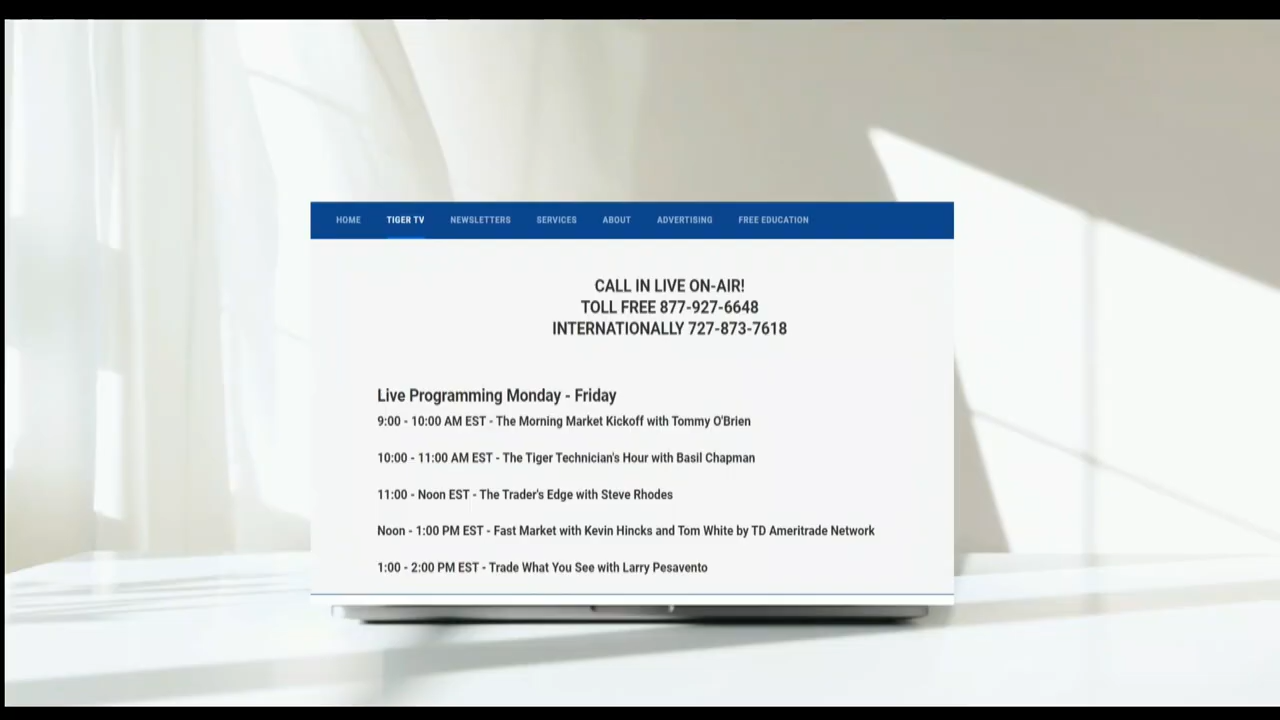 HOME TIGER TV NEWSLETTERS SERVICES ABOUT ADVERTISING FREE EDUCATION
CALL IN LIVE ON-AIR!
TOLL FREE 877-927-6648
INTERNATIONALLY 727-873-7618
Live Programming Monday - Friday
9:00 - 10:00 AM EST - The Morning Market Kickoff with Tommy O'Brien
10:00 - 11:00 AM EST - The Tiger Technician's Hour with Basil Chapman
11:00 - Noon EST - The Trader's Edge with Steve Rhodes
Noon - 1:00 PM EST - Fast Market with Kevin Hincks and Tom White by TD Ameritrade Network
1:00 - 2:00 PM EST - Trade What You See with Larry Pesavento